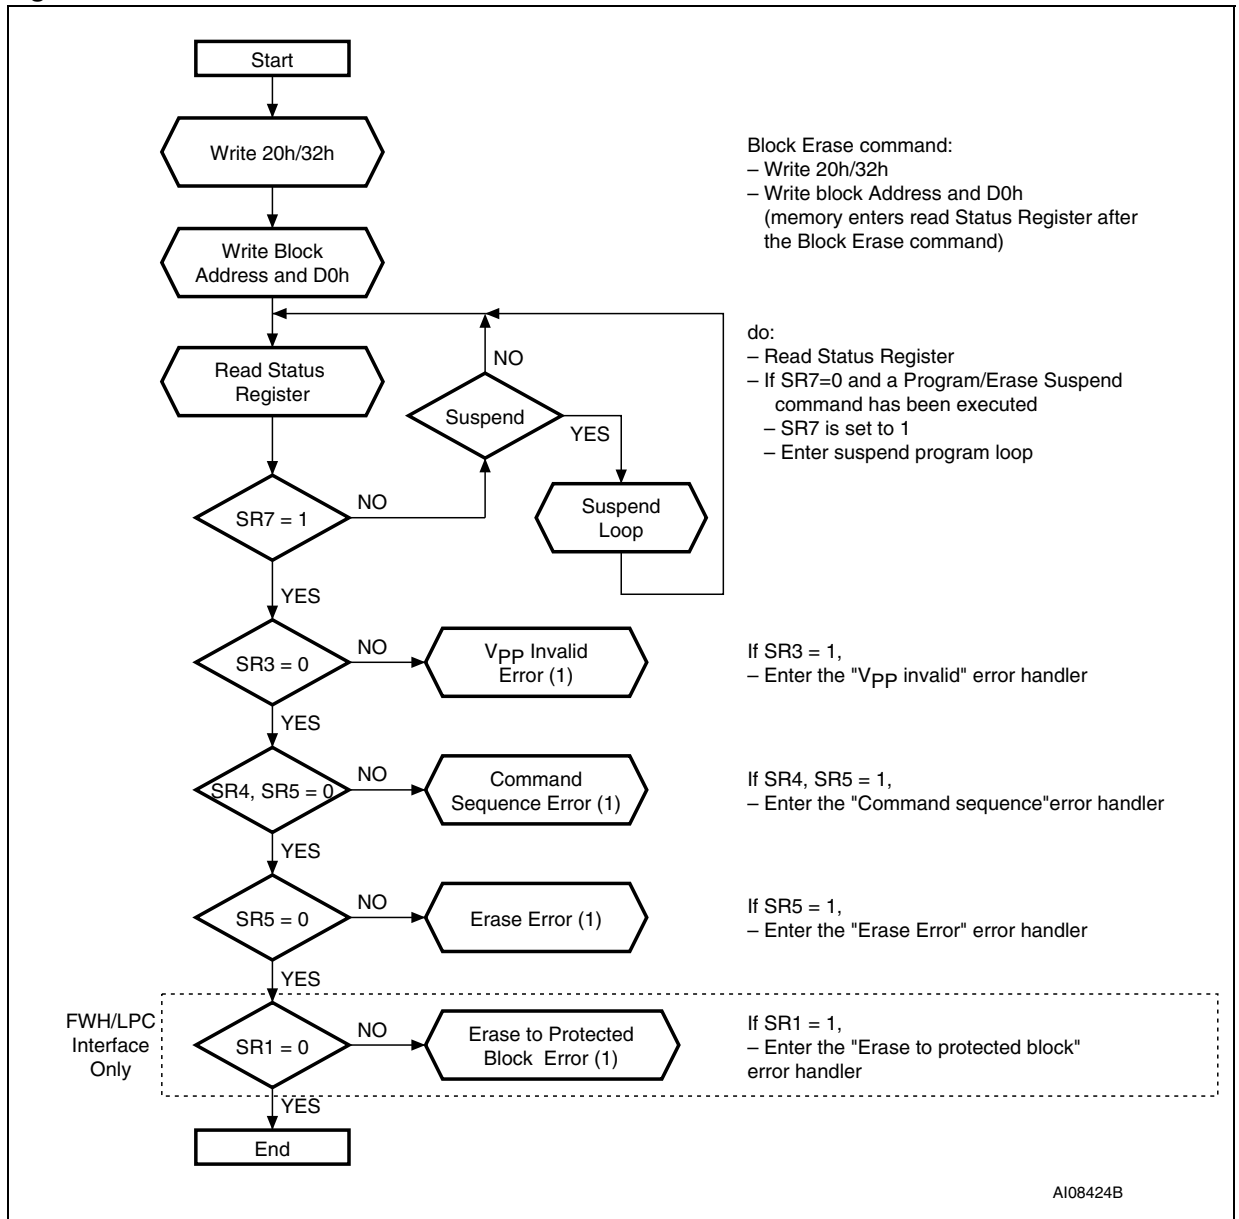 Start
Write 20h/32h
Write Block
Address and D0h
Block Erase command:
– Write 20h/32h
– Write block Address and D0h
(memory enters read Status Register after
the Block Erase command)
Read Status
Register
NO
Suspend
YES
Suspend
Loop
do:
– Read Status Register
– If SR7=0 and a Program/Erase Suspend
command has been executed
– SR7 is set to 1
– Enter suspend program loop
SR7 = 1
NO
YES
SR3 = 0
NO
VPP Invalid
Error (1)
If SR3 = 1,
– Enter the "VPP invalid" error handler
YES
SR4, SR5 = 0
NO
Command
Sequence Error (1)
If SR4, SR5 = 1,
– Enter the "Command sequence"error handler
YES
SR5 = 0
NO
Erase Error (1)
If SR5 = 1,
– Enter the "Erase Error" error handler
YES
FWH/LPC
Interface
Only
SR1 = 0
NO
Erase to Protected
Block Error (1)
If SR1 = 1,
– Enter the "Erase to protected block"
error handler
YES
End
AI08424B